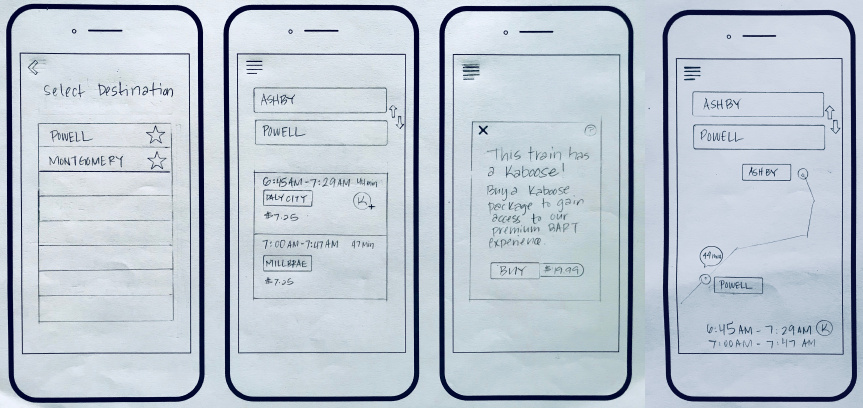 Select Destination
POWELL
MONTGOMERY
ASHBY
POWELL
6:45AM-7:29AM 44min
DALY CITY
K+
$7.25
7:00AM-7:47AM 47Min
MILLBRAE
$7.25
X ?
This train has
a Kaboose!
Buy a Kaboose
package to gain
access to our
premium BART
experience.
BUY $19.99
ASHBY
POWELL
ASHBY
44min
POWELL
6:45AM-7:29AM K
7:00AM-7:47 AM